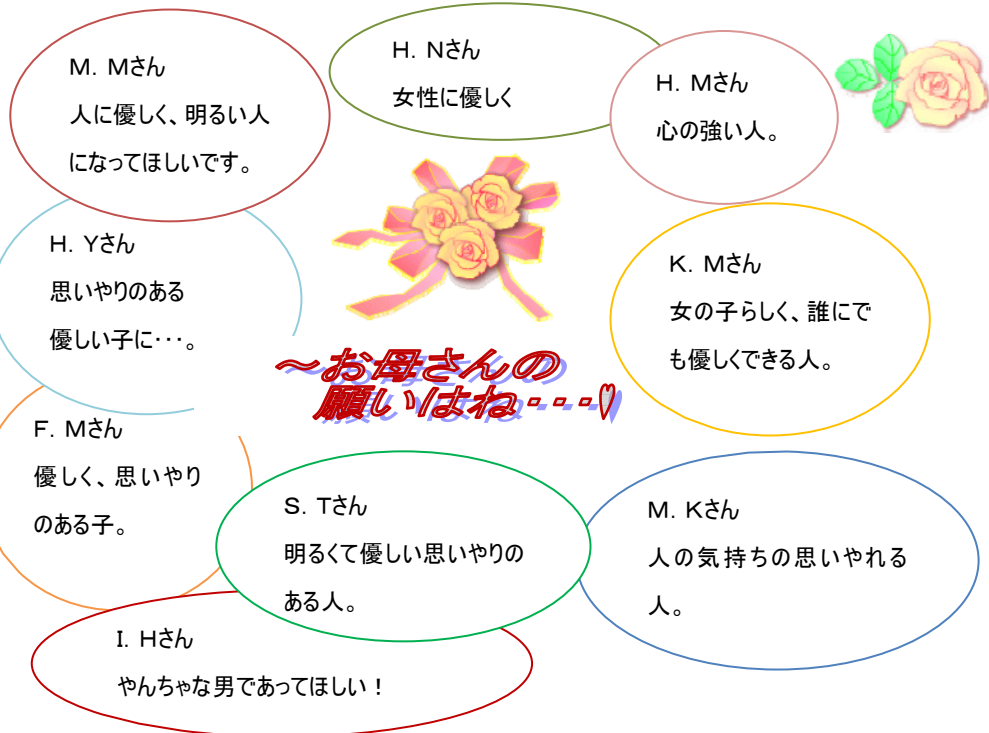 M．Mさん
人に優しく、明るい人
になってほしいです。
H．Nさん
女性に優しく
H．Mさん
心の強い人。
H．Yさん
思いやりのある
優しい子に･･･。
K．Mさん
女の子らしく、誰にで
も優しくできる人。
～お母さんの
願いはね･･･♡
F．Mさん
優しく、思いやり
のある子。
S．Tさん
明るくて優しい思いやりの
ある人。
M．Kさん
人の気持ちの思いやれる
人。
I．Hさん
やんちゃな男であってほしい！